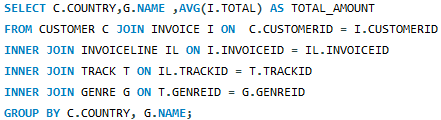 SELECT C.COUNTRY,G.NAME ,AVG(I.TOTAL) AS TOTAL_AMOUNT
FROM CUSTOMER C JOIN INVOICE I ON  C.CUSTOMERID = I.CUSTOMERID
INNER JOIN INVOICELINE IL ON I.INVOICEID = IL.INVOICEID
INNER JOIN TRACK T ON IL.TRACKID = T.TRACKID
INNER JOIN GENRE G ON T.GENREID = G.GENREID
GROUP BY C.COUNTRY, G.NAME;